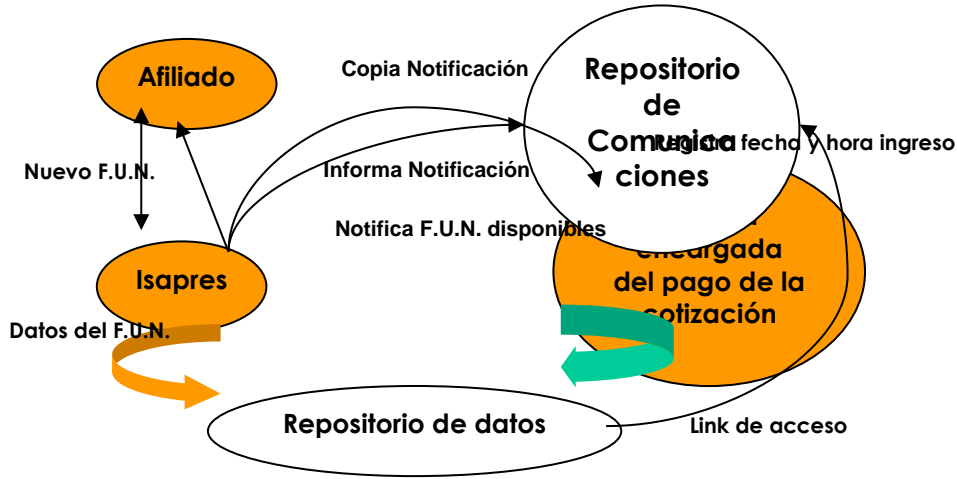 Afiliado
Copia Notificación
Repositorio
de
Comunica
ciones
Registra fecha y hora ingreso
Nuevo F.U.N.
Informa Notificación
Notifica F.U.N. disponibles
encargada
del pago de la
cotización
Isapres
Datos del F.U.N.
Repositorio de datos
Link de acceso